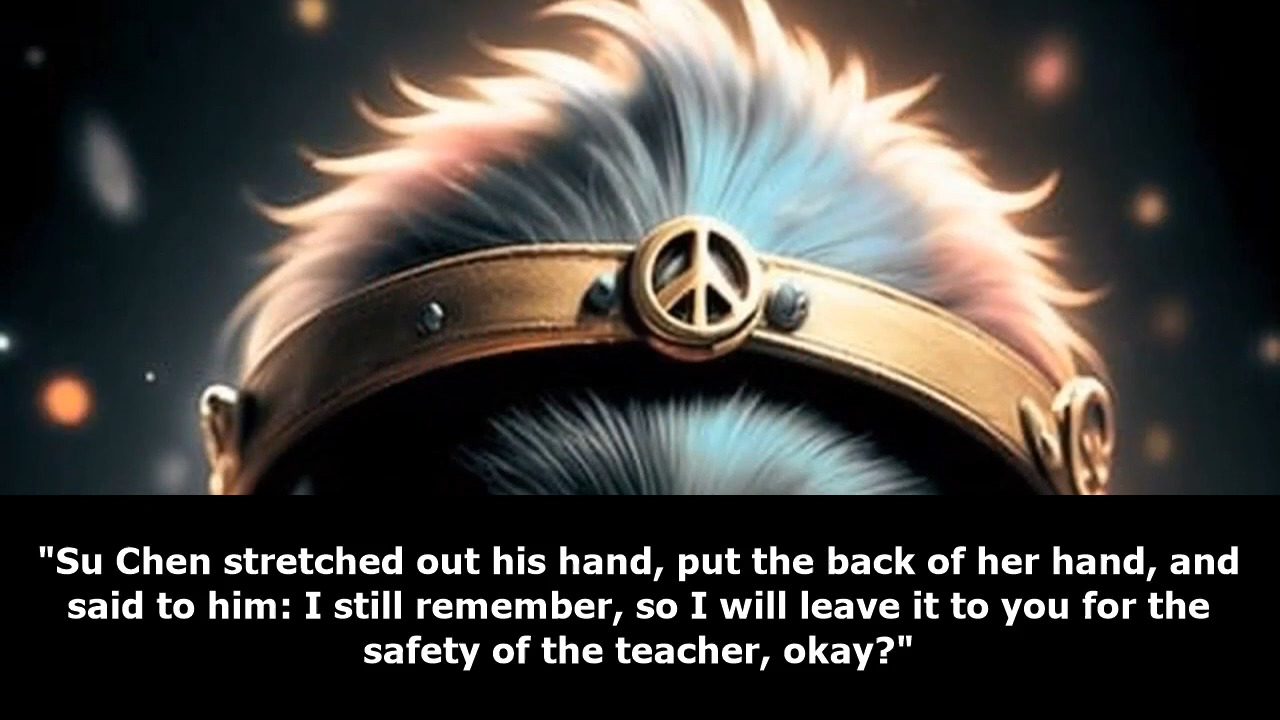 "Su Chen stretched out his hand, put the back of her hand, and
said to him: I still remember, so I will leave it to you for the
safety of the teacher, okay?"